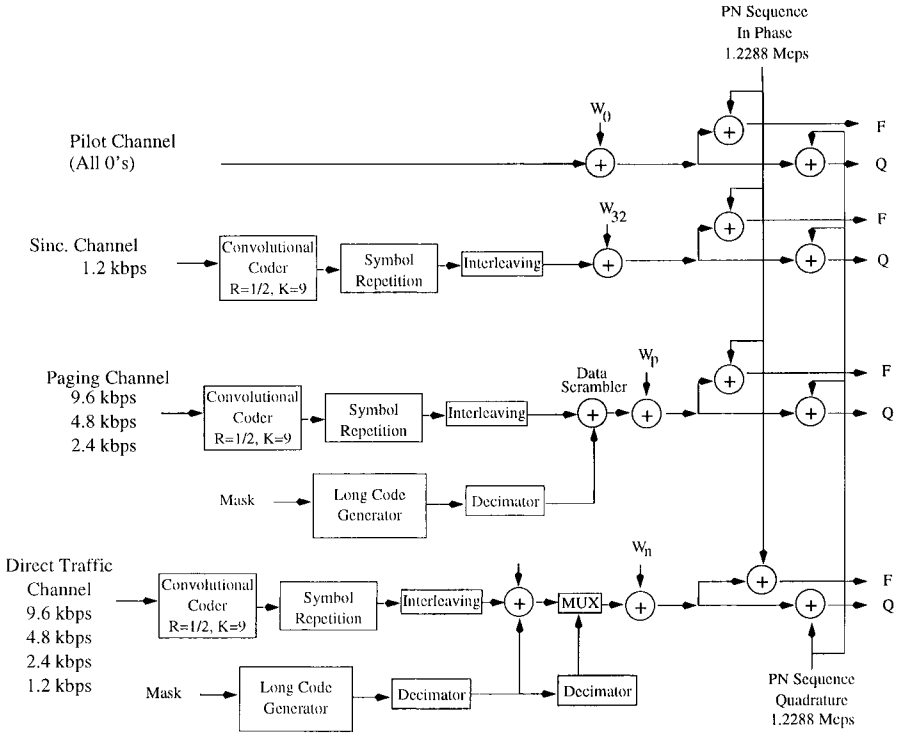 PN Sequence
In Phase
1.2288 Mcps
W0
F
Pilot Channel
(All 0's)
+
+
+
Q
W32
F
Sinc. Channel
1.2 kbps
Convolutional
Coder
R=1/2, K=9
Symbol
Repetition
Interleaving
+
+
+
Q
Paging Channel
9.6 kbps
4.8 kbps
2.4 kbps
Convolutional
Coder
R=1/2, K=9
Symbol
Repetition
Interleaving
Data
Scrambler
+
Wp
+
+
+
F
Q
Mask
Long Code
Generator
Decimator
Direct Traffic
Channel
9.6 kbps
4.8 kbps
2.4 kbps
1.2 kbps
Convolutional
Coder
R=1/2, K=9
Symbol
Repetition
Interleaving
+
MUX
Wn
+
+
+
F
Q
Mask
Long Code
Generator
Decimator
Decimator
PN Sequence
Quadrature
1.2288 Mcps